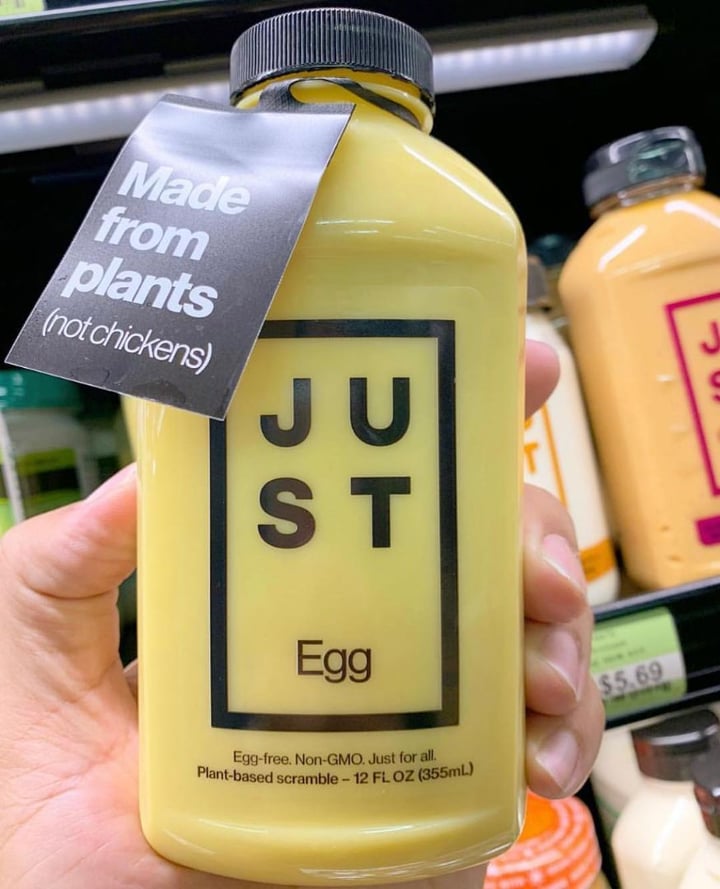 Made
from
plants
(not chickens)
JU
ST
Egg
Egg-free. Non-GMO. Just for all.
Plant-based scramble – 12 FL OZ (355mL)
J
S
T
$5.69